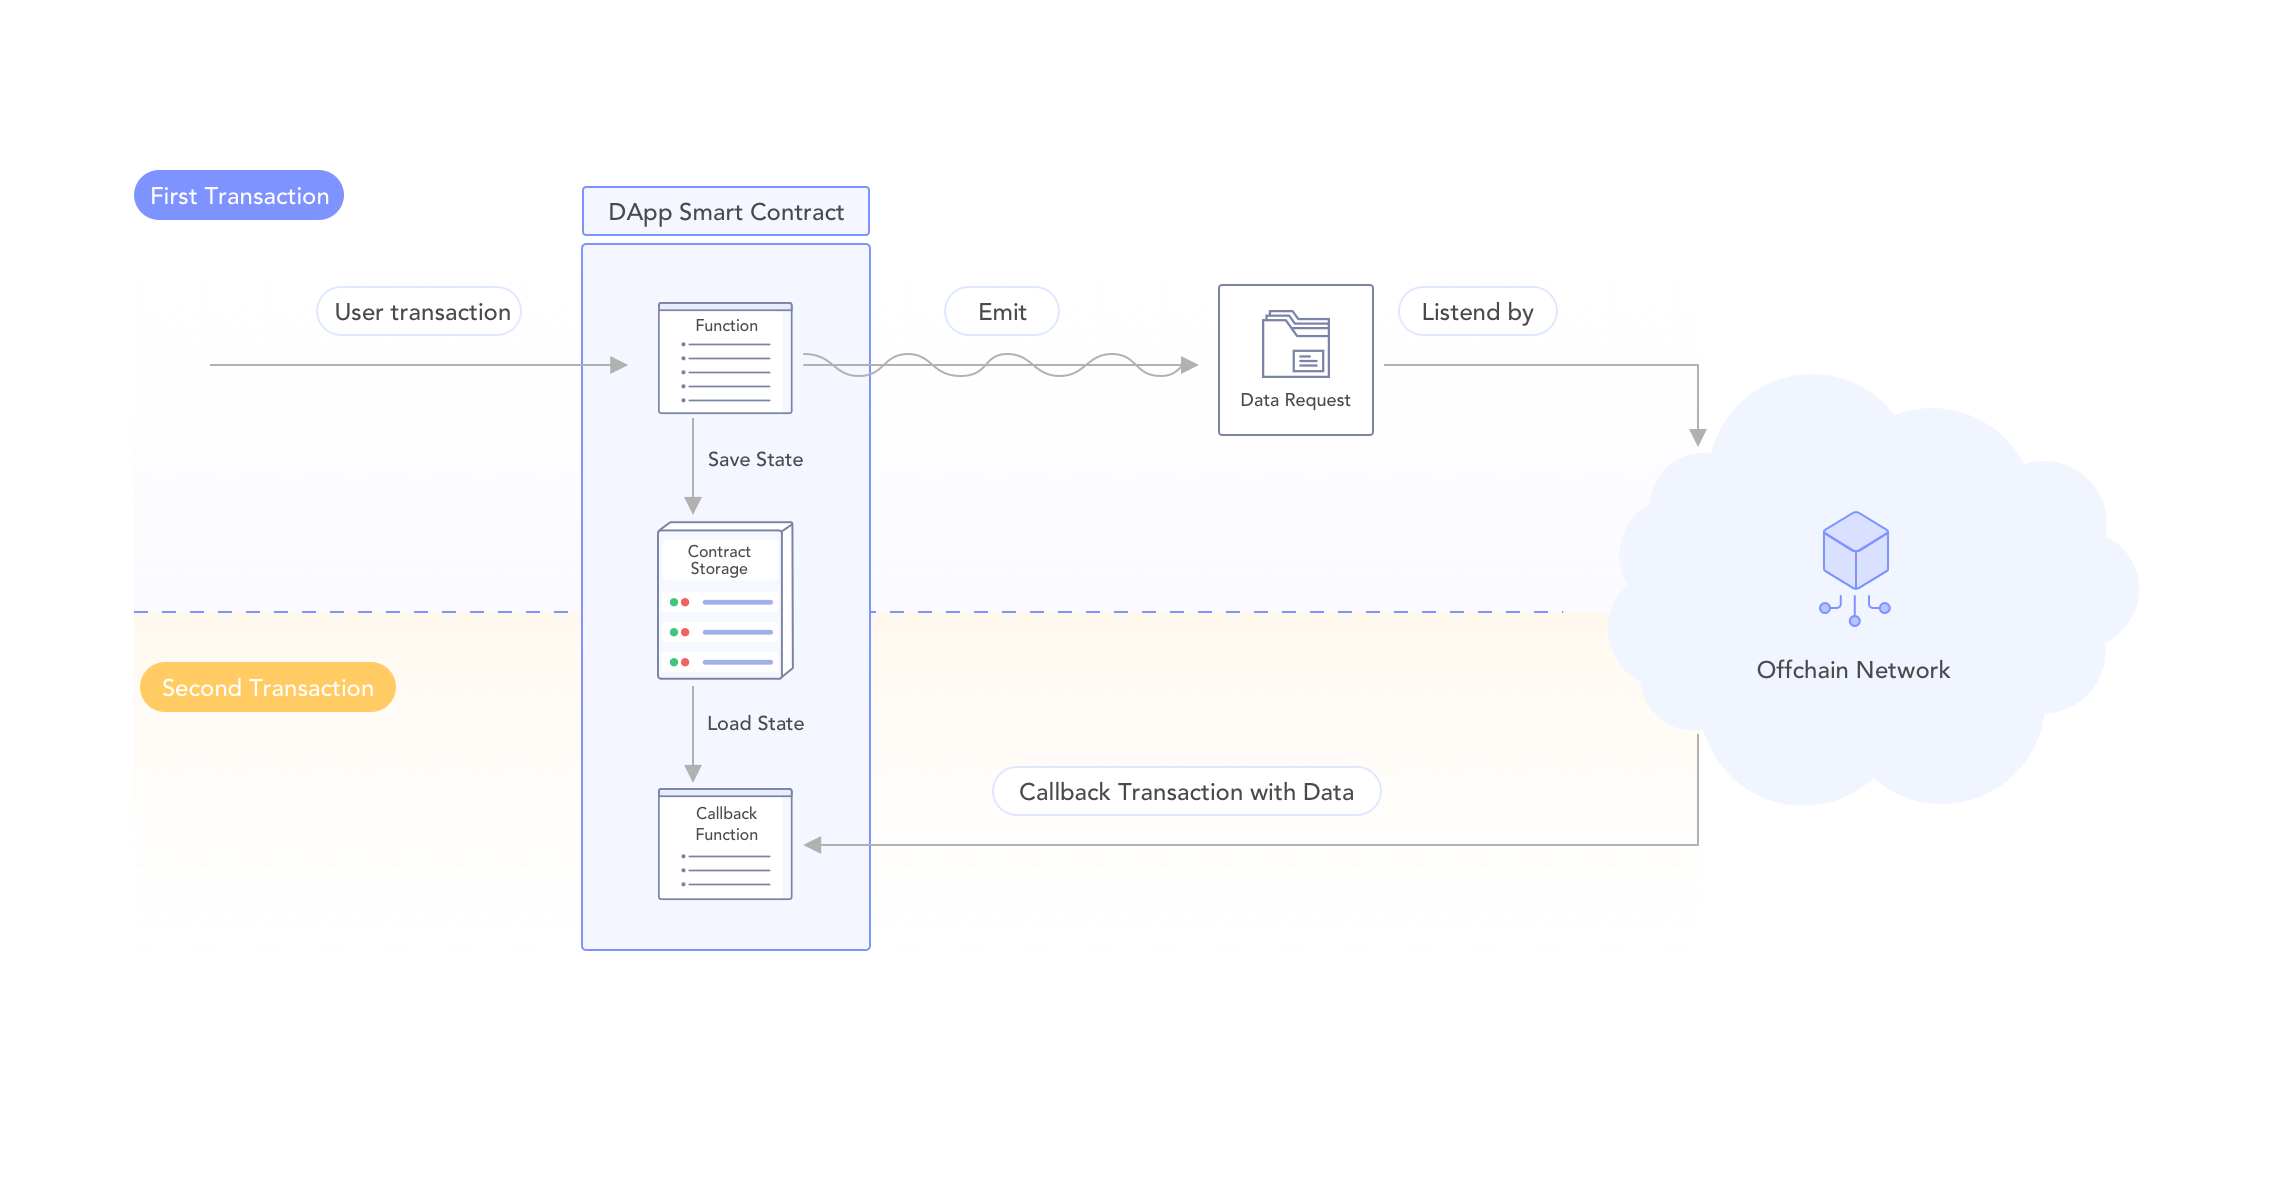 First Transaction
DApp Smart Contract
User transaction
Function
Emit
Data Request
Listend by
Save State
Contract
Storage
Offchain Network
Second Transaction
Load State
Callback Transaction with Data
Callback
Function